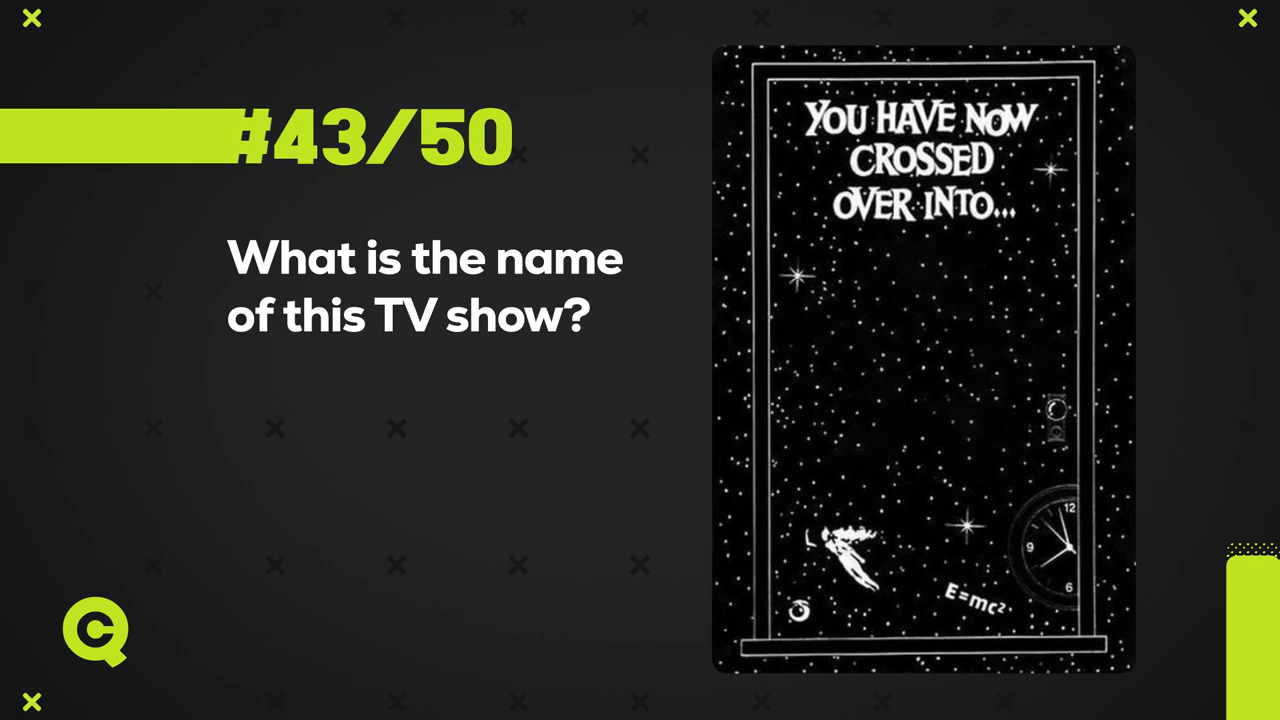 #43/50
What is the name
of this TV show?
YOU HAVE NOW
CROSSED
OVER INTO...
12
9
6
E=mc²